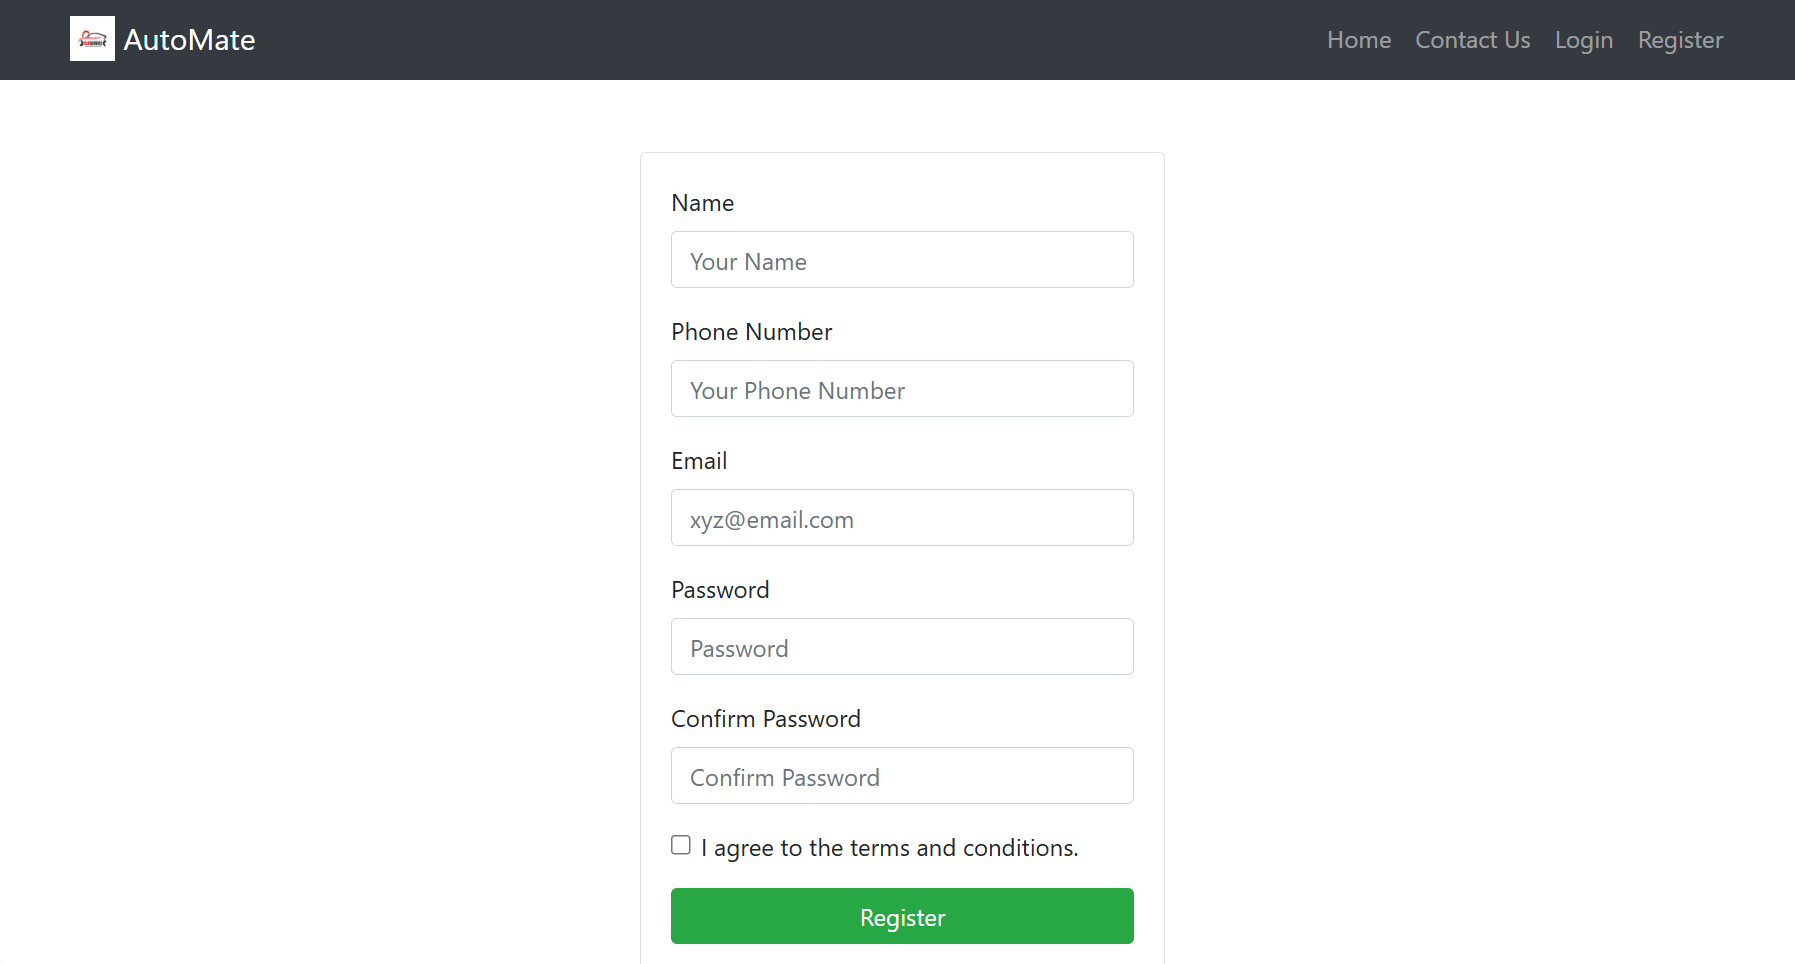 AutoMate
Home Contact Us Login Register
Name
Your Name
Phone Number
Your Phone Number
Email
xyz@email.com
Password
Password
Confirm Password
Confirm Password
I agree to the terms and conditions.
Register